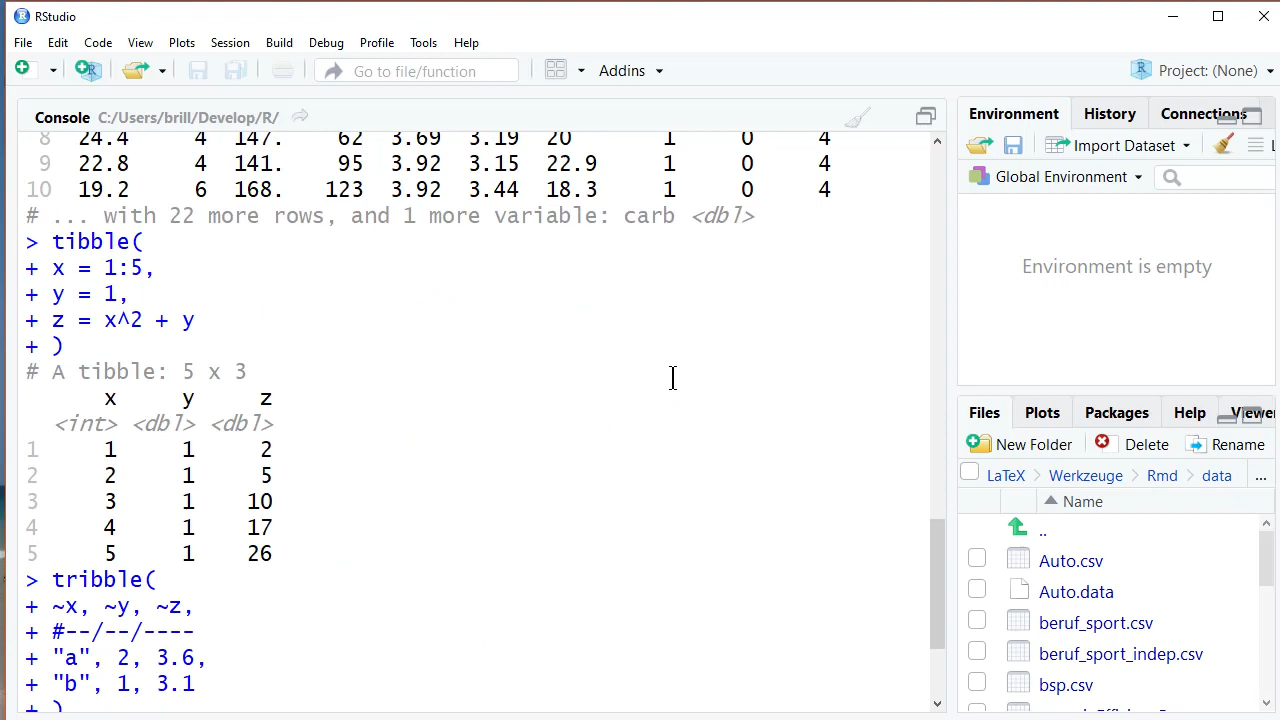 RStudio
File Edit Code View Plots Session Build Debug Profile Tools Help
Go to file/function Addins Project: (None)
Console C:/Users/brill/Develop/R/
8 24.4 4 147. 62 3.69 3.19 20 1 0 4
9 22.8 4 141. 95 3.92 3.15 22.9 1 0 4
10 19.2 6 168. 123 3.92 3.44 18.3 1 0 4
# ... with 22 more rows, and 1 more variable: carb <dbl>
> tibble(
+ x = 1:5,
+ y = 1,
+ z = x^2 + y
+ )
# A tibble: 5 x 3
x y z
<int> <dbl> <dbl>
1 1 1 2
2 2 1 5
3 3 1 10
4 4 1 17
5 5 1 26
> tribble(
+ ~x, ~y, ~z,
+ #--/--/----
+ "a", 2, 3.6,
+ "b", 1, 3.1
+ )
Environment History Connections
Import Dataset L
Global Environment
Environment is empty
Files Plots Packages Help Viewer
New Folder Delete Rename
LaTeX Werkzeuge Rmd data ...
Name
..
Auto.csv
Auto.data
beruf_sport.csv
beruf_sport_indep.csv
bsp.csv